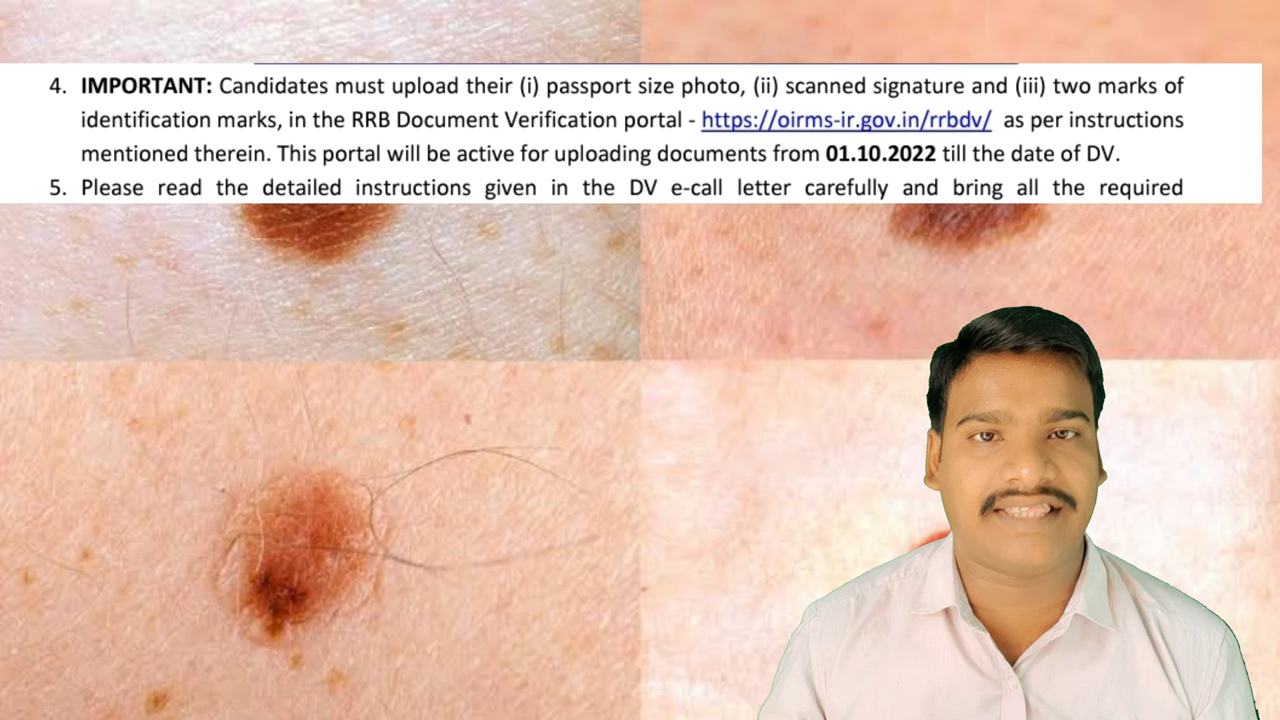 4. IMPORTANT: Candidates must upload their (i) passport size photo, (ii) scanned signature and (iii) two marks of
identification marks, in the RRB Document Verification portal - https://oirms-ir.gov.in/rrbdv/ as per instructions
mentioned therein. This portal will be active for uploading documents from 01.10.2022 till the date of DV.
5. Please read the detailed instructions given in the DV e-call letter carefully and bring all the required